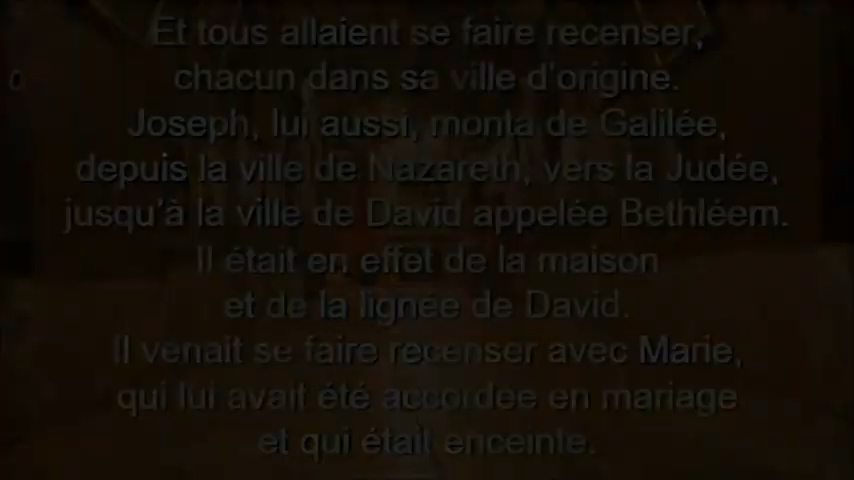 Et tous allaient se faire recenser,
chacun dans sa ville d'origine.
Joseph, lui aussi, monta de Galilée,
depuis la ville de Nazareth, vers la Judée,
jusqu'à la ville de David appelée Bethléem.
Il était en effet de la maison
et de la lignée de David.
Il venait se faire recenser avec Marie,
qui lui avait été accordee en mariage
et qui était enceinte.